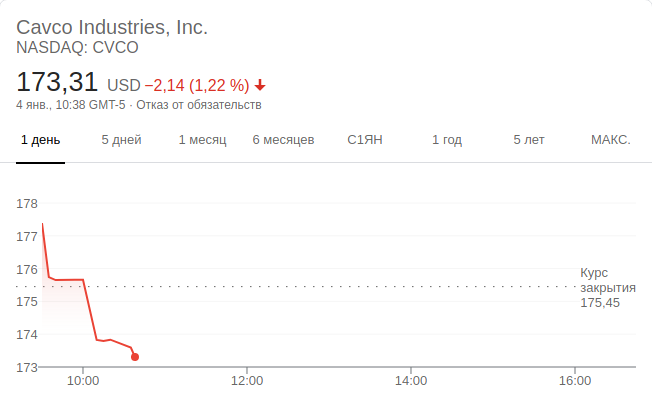 Cavco Industries, Inc.
NASDAQ: CVCO
173,31 USD −2,14 (1,22 %)
4 янв., 10:38 GMT-5 · Отказ от обязательств
1 день 5 дней 1 месяц 6 месяцев С1ЯН 1 год 5 лет МАКС.
178
177
176
Курс
закрытия
175,45
175
174
173
10:00 12:00 14:00 16:00